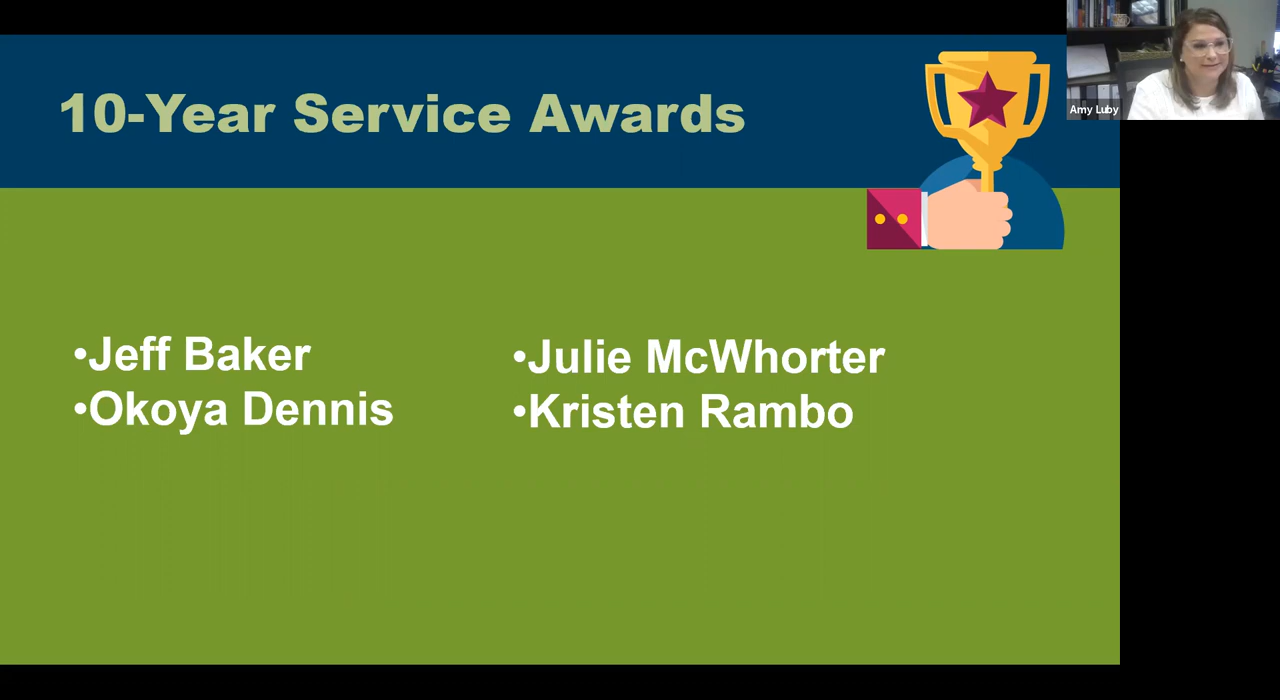 10-Year Service Awards
Amy Luby
•Jeff Baker
•Okoya Dennis
•Julie McWhorter
•Kristen Rambo